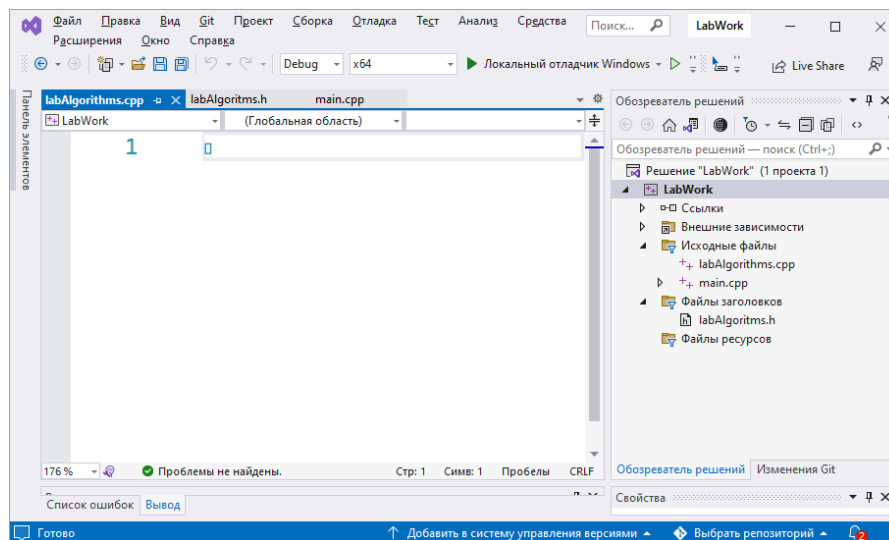 Файл Правка Вид Git Проект Сборка Отладка Тест Анализ Средства Поиск... LabWork
Расширения Окно Справка
Debug x64 Локальный отладчик Windows Live Share
Панель элементов
labAlgorithms.cpp labAlgoritms.h main.cpp
LabWork (Глобальная область)
1
176 % Проблемы не найдены. Стр: 1 Симв: 1 Пробелы CRLF
Список ошибок Вывод
Обозреватель решений
Обозреватель решений — поиск (Ctrl+;)
Решение "LabWork" (1 проекта 1)
LabWork
Ссылки
Внешние зависимости
Исходные файлы
labAlgorithms.cpp
main.cpp
Файлы заголовков
labAlgoritms.h
Файлы ресурсов
Обозреватель решений Изменения Git
Свойства
Готово Добавить в систему управления версиями Выбрать репозиторий 2